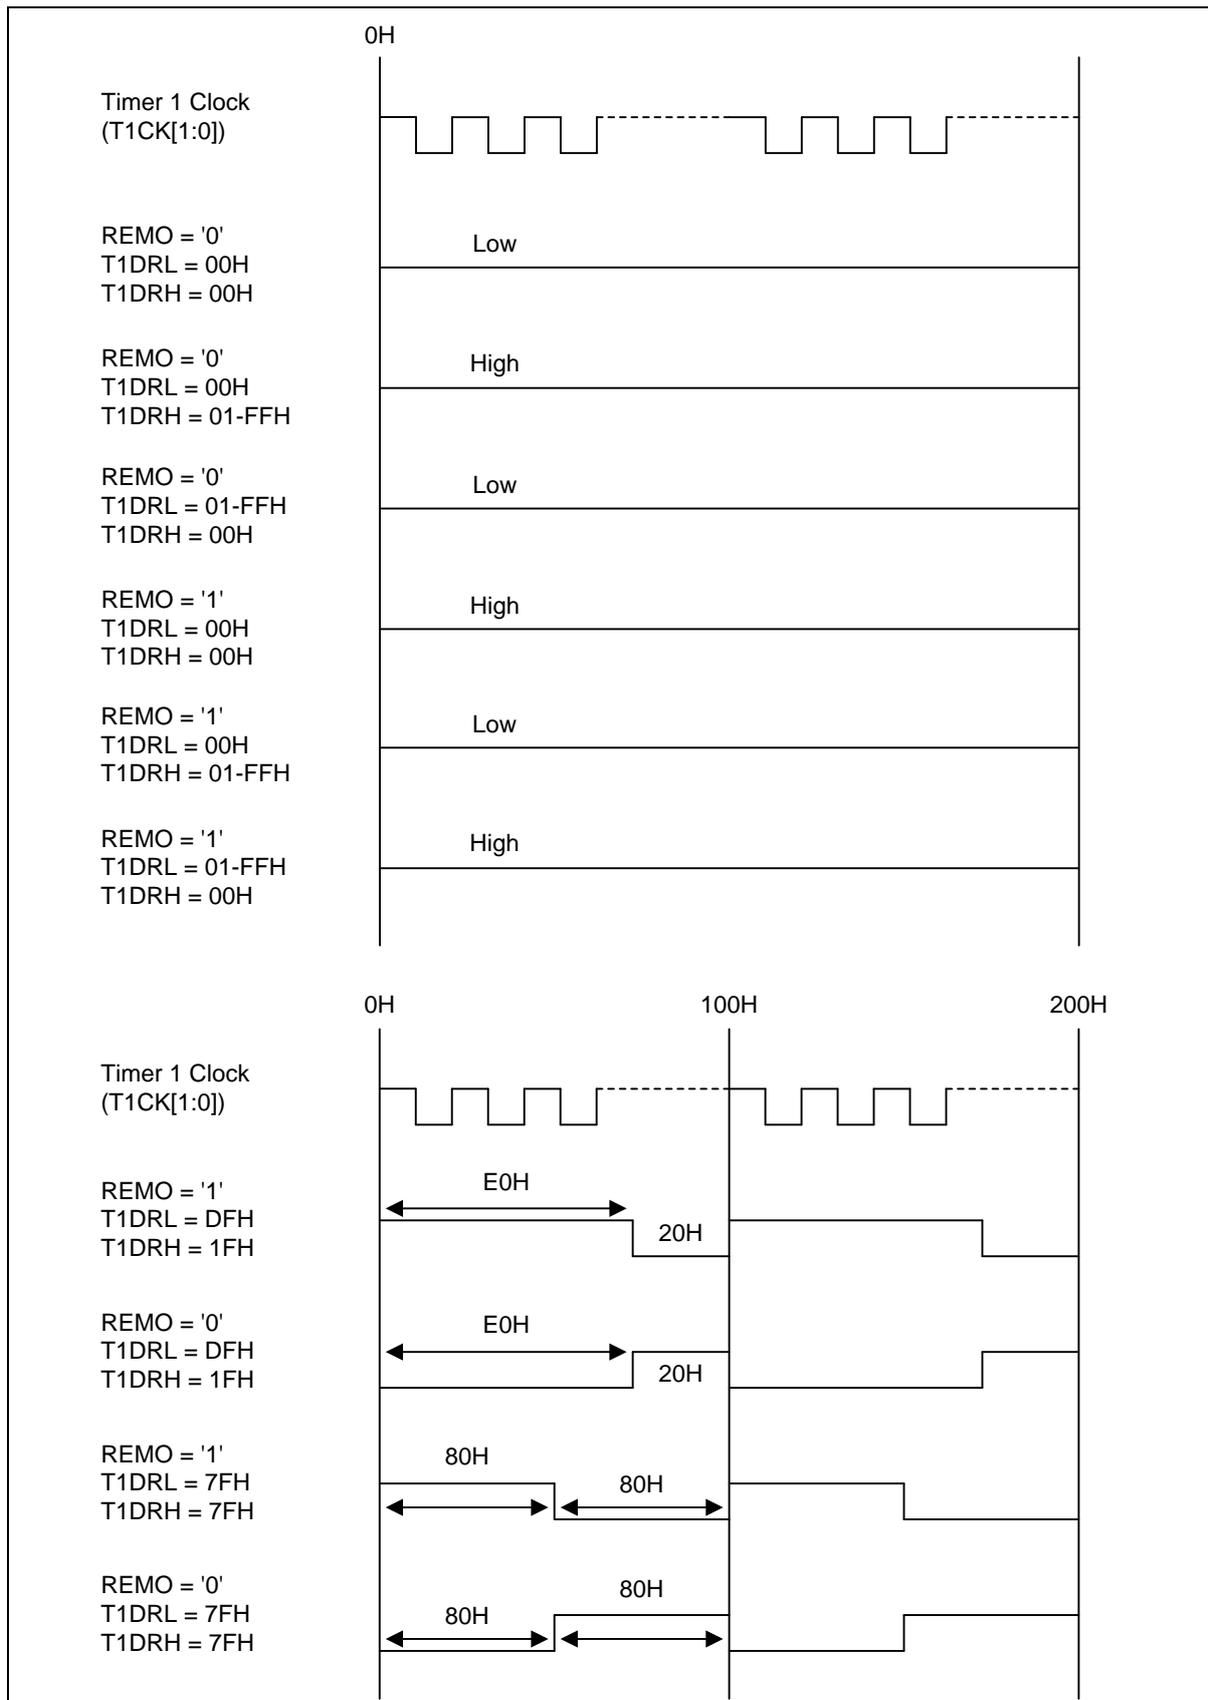 0H
Timer 1 Clock
(T1CK[1:0])
REMO = '0'
T1DRL = 00H
T1DRH = 00H
Low
REMO = '0'
T1DRL = 00H
T1DRH = 01-FFH
High
REMO = '0'
T1DRL = 01-FFH
T1DRH = 00H
Low
REMO = '1'
T1DRL = 00H
T1DRH = 00H
High
REMO = '1'
T1DRL = 00H
T1DRH = 01-FFH
Low
REMO = '1'
T1DRL = 01-FFH
T1DRH = 00H
High
0H 100H 200H
Timer 1 Clock
(T1CK[1:0])
REMO = '1'
T1DRL = DFH
T1DRH = 1FH
E0H
20H
REMO = '0'
T1DRL = DFH
T1DRH = 1FH
E0H
20H
REMO = '1'
T1DRL = 7FH
T1DRH = 7FH
80H
80H
REMO = '0'
T1DRL = 7FH
T1DRH = 7FH
80H
80H